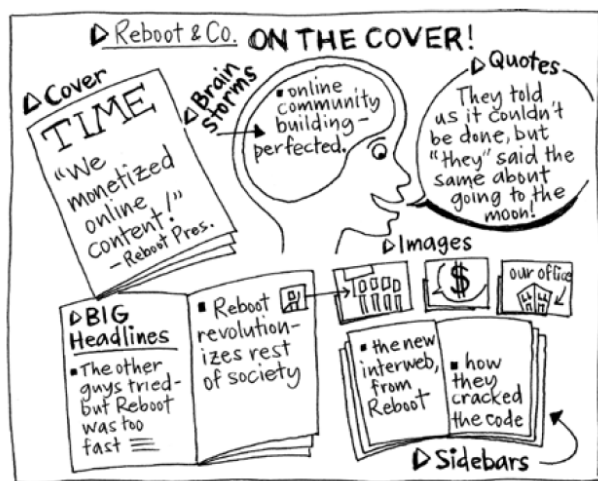 ▷ Reboot & Co. ON THE COVER!
▷ Cover
TIME
"We
monetized
online
content!"
– Reboot Pres.
▷ Brain
Storms
▪ online
community
building –
perfected.
▷ Quotes
They told
us it couldn't
be done, but
"they" said the
same about
going to the
moon!
▷ Images
$
our office
▷ BIG
Headlines
▪ The other
guys tried–
but Reboot
was too
fast
▪ Reboot
revolution-
izes rest
of society
▪ the new
interweb,
from
Reboot
▪ how
they
cracked
the code
▷ Sidebars